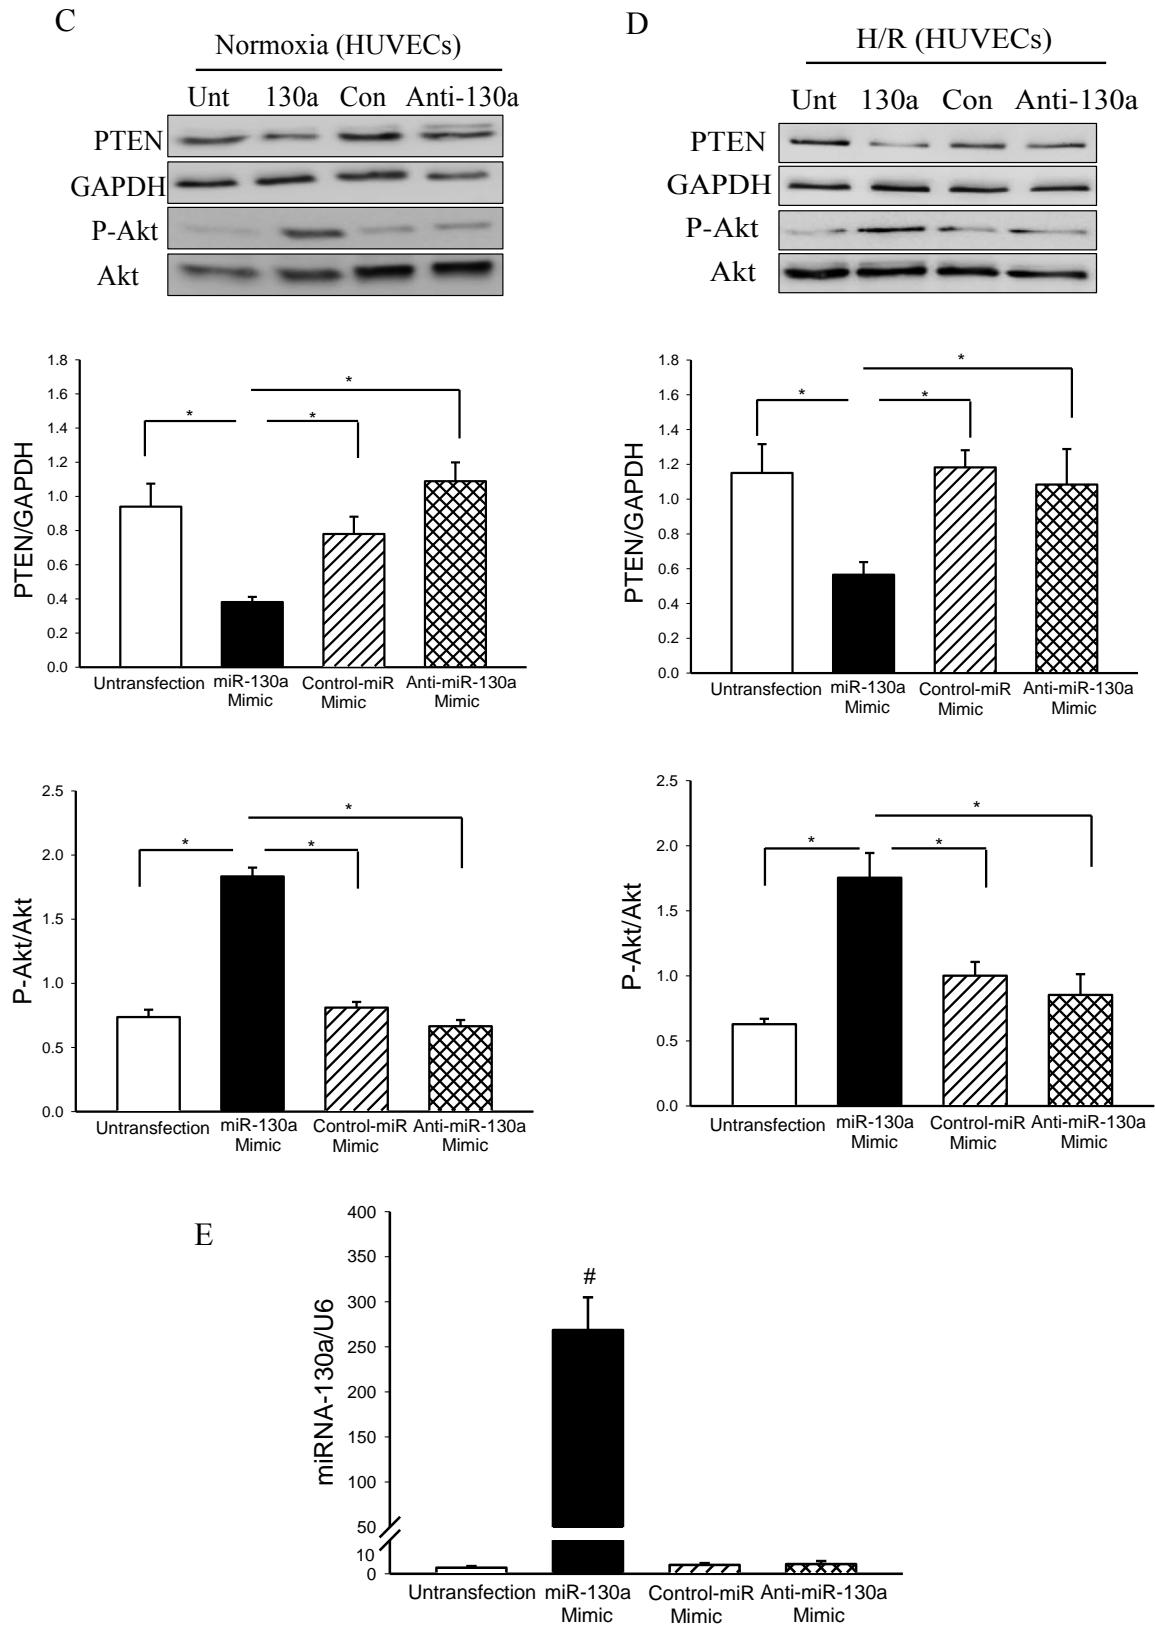 C
Normoxia (HUVECs)
Unt 130a Con Anti-130a
PTEN
GAPDH
P-Akt
Akt
D
H/R (HUVECs)
Unt 130a Con Anti-130a
PTEN
GAPDH
P-Akt
Akt
PTEN/GAPDH
1.8
1.6
1.4
1.2
1.0
0.8
0.6
0.4
0.2
0.0
*
*
*
Untransfection miR-130a Control-miR Anti-miR-130a
Mimic Mimic Mimic
PTEN/GAPDH
1.8
1.6
1.4
1.2
1.0
0.8
0.6
0.4
0.2
0.0
*
*
*
Untransfection miR-130a Control-miR Anti-miR-130a
Mimic Mimic Mimic
P-Akt/Akt
2.5
2.0
1.5
1.0
0.5
0.0
*
*
*
Untransfection miR-130a Control-miR Anti-miR-130a
Mimic Mimic Mimic
P-Akt/Akt
2.5
2.0
1.5
1.0
0.5
0.0
*
*
*
Untransfection miR-130a Control-miR Anti-miR-130a
Mimic Mimic Mimic
E
miRNA-130a/U6
400
350
300
250
200
150
100
50
10
0
#
Untransfection miR-130a Control-miR Anti-miR-130a
Mimic Mimic Mimic